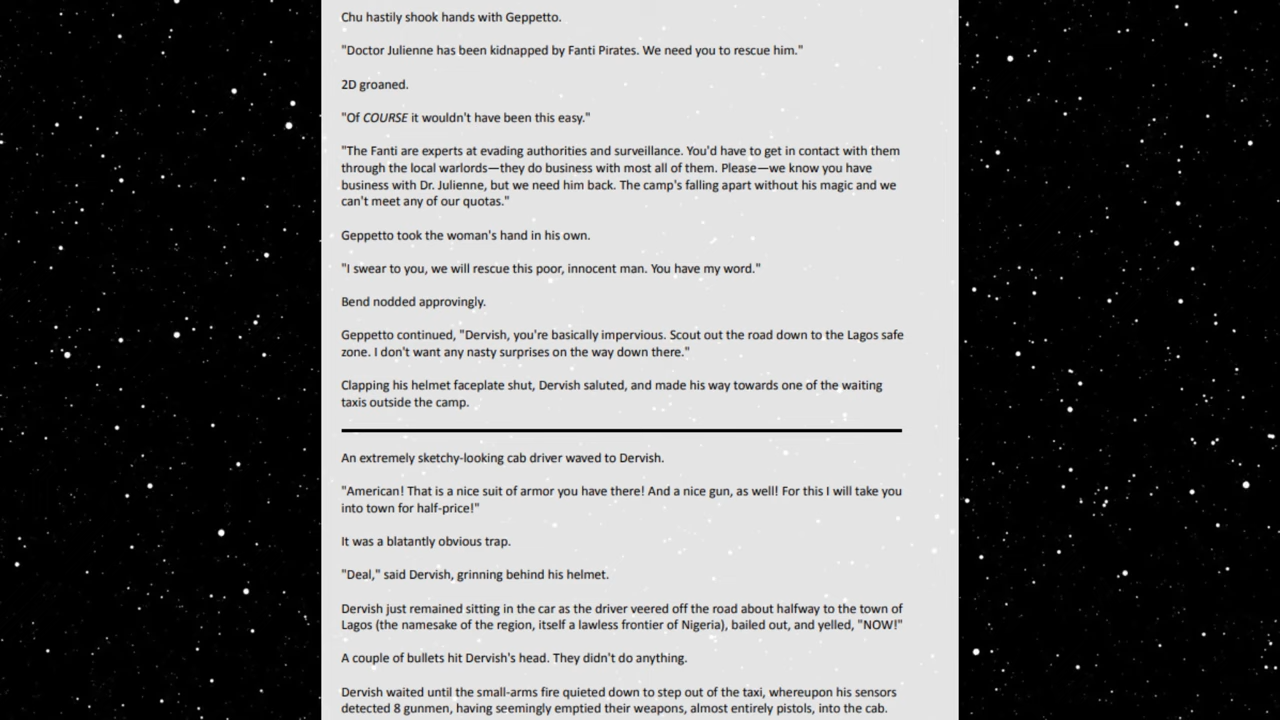 Chu hastily shook hands with Geppetto.
"Doctor Julienne has been kidnapped by Fanti Pirates. We need you to rescue him."
2D groaned.
"Of COURSE it wouldn't have been this easy."
"The Fanti are experts at evading authorities and surveillance. You'd have to get in contact with them
through the local warlords—they do business with most all of them. Please—we know you have
business with Dr. Julienne, but we need him back. The camp's falling apart without his magic and we
can't meet any of our quotas."
Geppetto took the woman's hand in his own.
"I swear to you, we will rescue this poor, innocent man. You have my word."
Bend nodded approvingly.
Geppetto continued, "Dervish, you're basically impervious. Scout out the road down to the Lagos safe
zone. I don't want any nasty surprises on the way down there."
Clapping his helmet faceplate shut, Dervish saluted, and made his way towards one of the waiting
taxis outside the camp.
An extremely sketchy-looking cab driver waved to Dervish.
"American! That is a nice suit of armor you have there! And a nice gun, as well! For this I will take you
into town for half-price!"
It was a blatantly obvious trap.
"Deal," said Dervish, grinning behind his helmet.
Dervish just remained sitting in the car as the driver veered off the road about halfway to the town of
Lagos (the namesake of the region, itself a lawless frontier of Nigeria), bailed out, and yelled, "NOW!"
A couple of bullets hit Dervish's head. They didn't do anything.
Dervish waited until the small-arms fire quieted down to step out of the taxi, whereupon his sensors
detected 8 gunmen, having seemingly emptied their weapons, almost entirely pistols, into the cab.